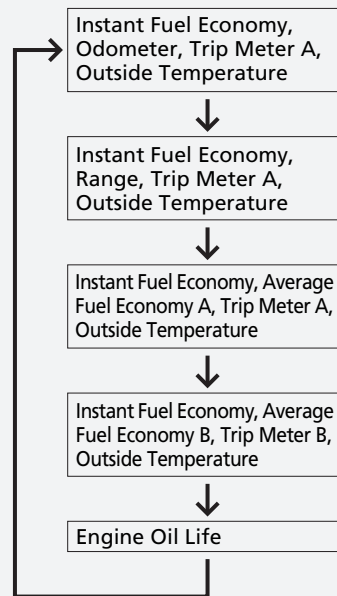 Instant Fuel Economy,
Odometer, Trip Meter A,
Outside Temperature
Instant Fuel Economy,
Range, Trip Meter A,
Outside Temperature
Instant Fuel Economy, Average
Fuel Economy A, Trip Meter A,
Outside Temperature
Instant Fuel Economy, Average
Fuel Economy B, Trip Meter B,
Outside Temperature
Engine Oil Life